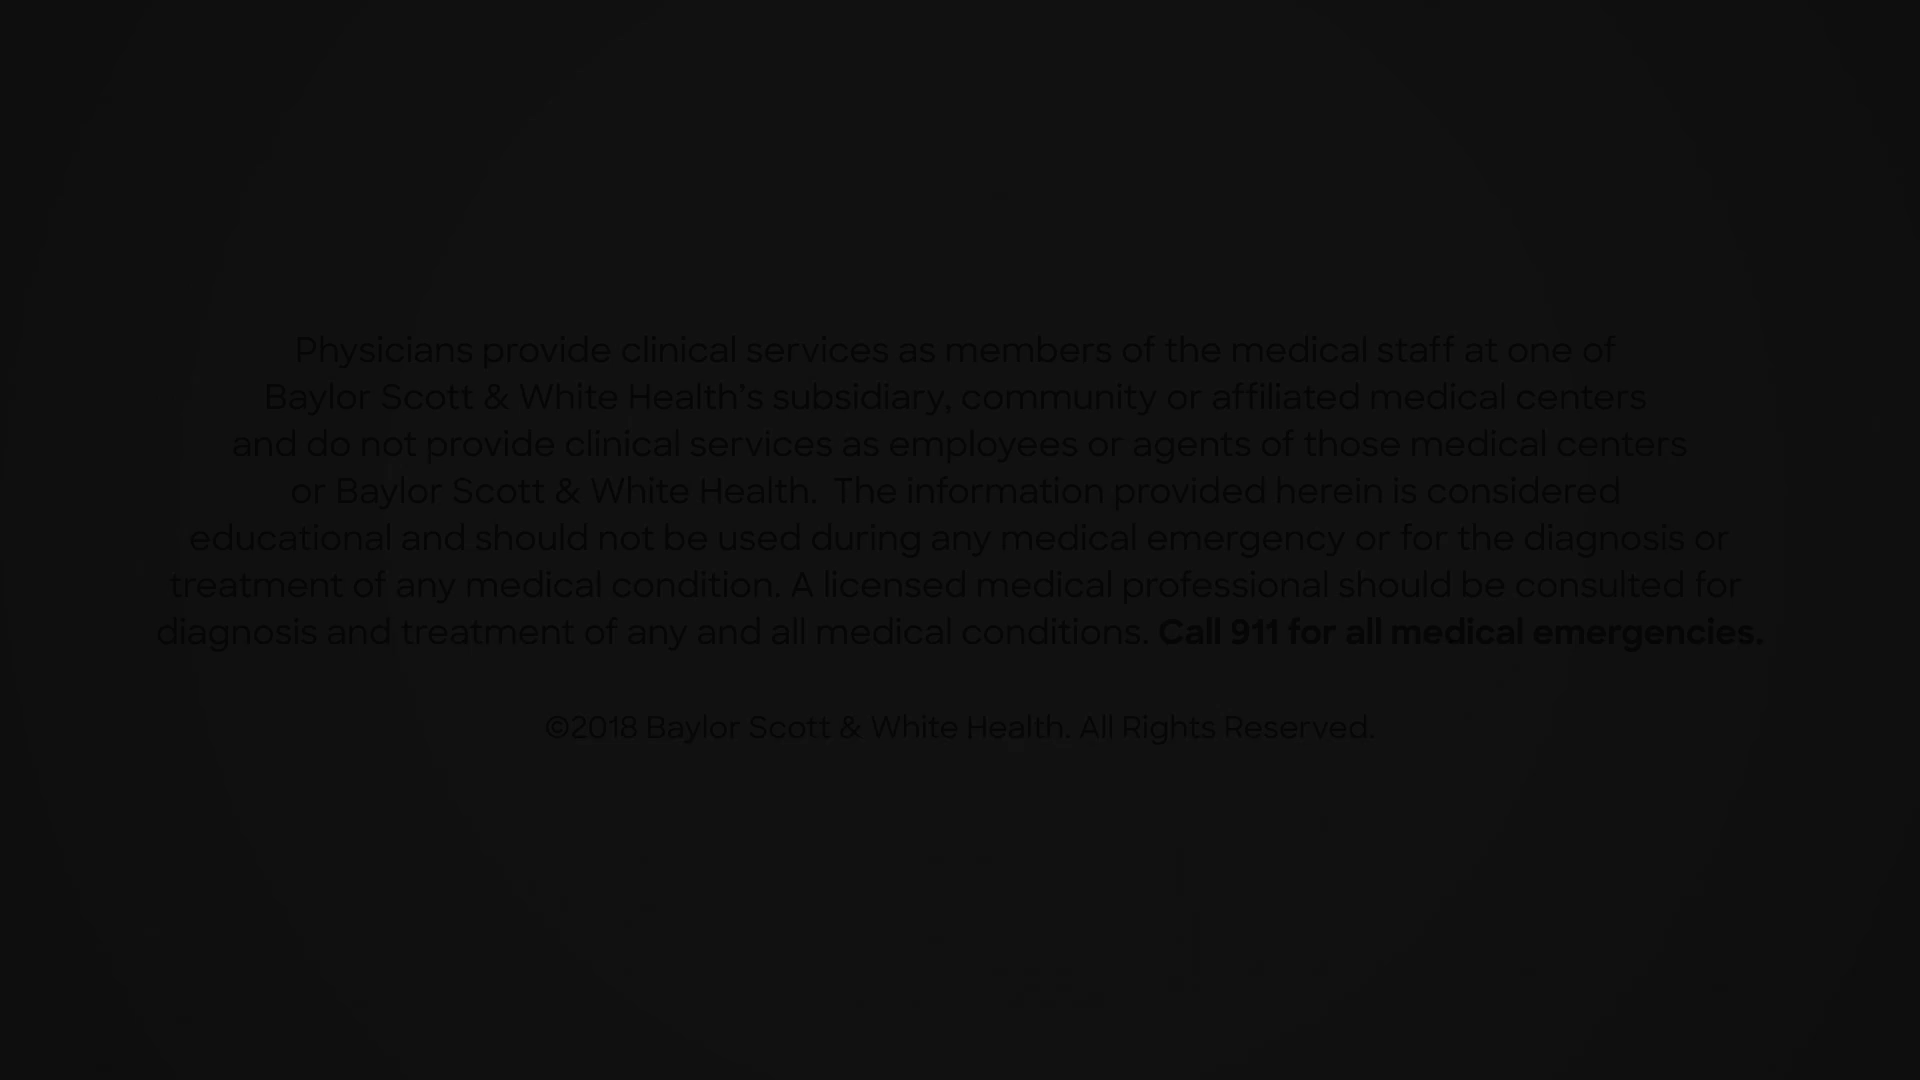 Physicians provide clinical services as members of the medical staff at one of
Baylor Scott & White Health’s subsidiary, community or affiliated medical centers
and do not provide clinical services as employees or agents of those medical centers
or Baylor Scott & White Health.  The information provided herein is considered
educational and should not be used during any medical emergency or for the diagnosis or
treatment of any medical condition. A licensed medical professional should be consulted for
diagnosis and treatment of any and all medical conditions. Call 911 for all medical emergencies.
©2018 Baylor Scott & White Health. All Rights Reserved.